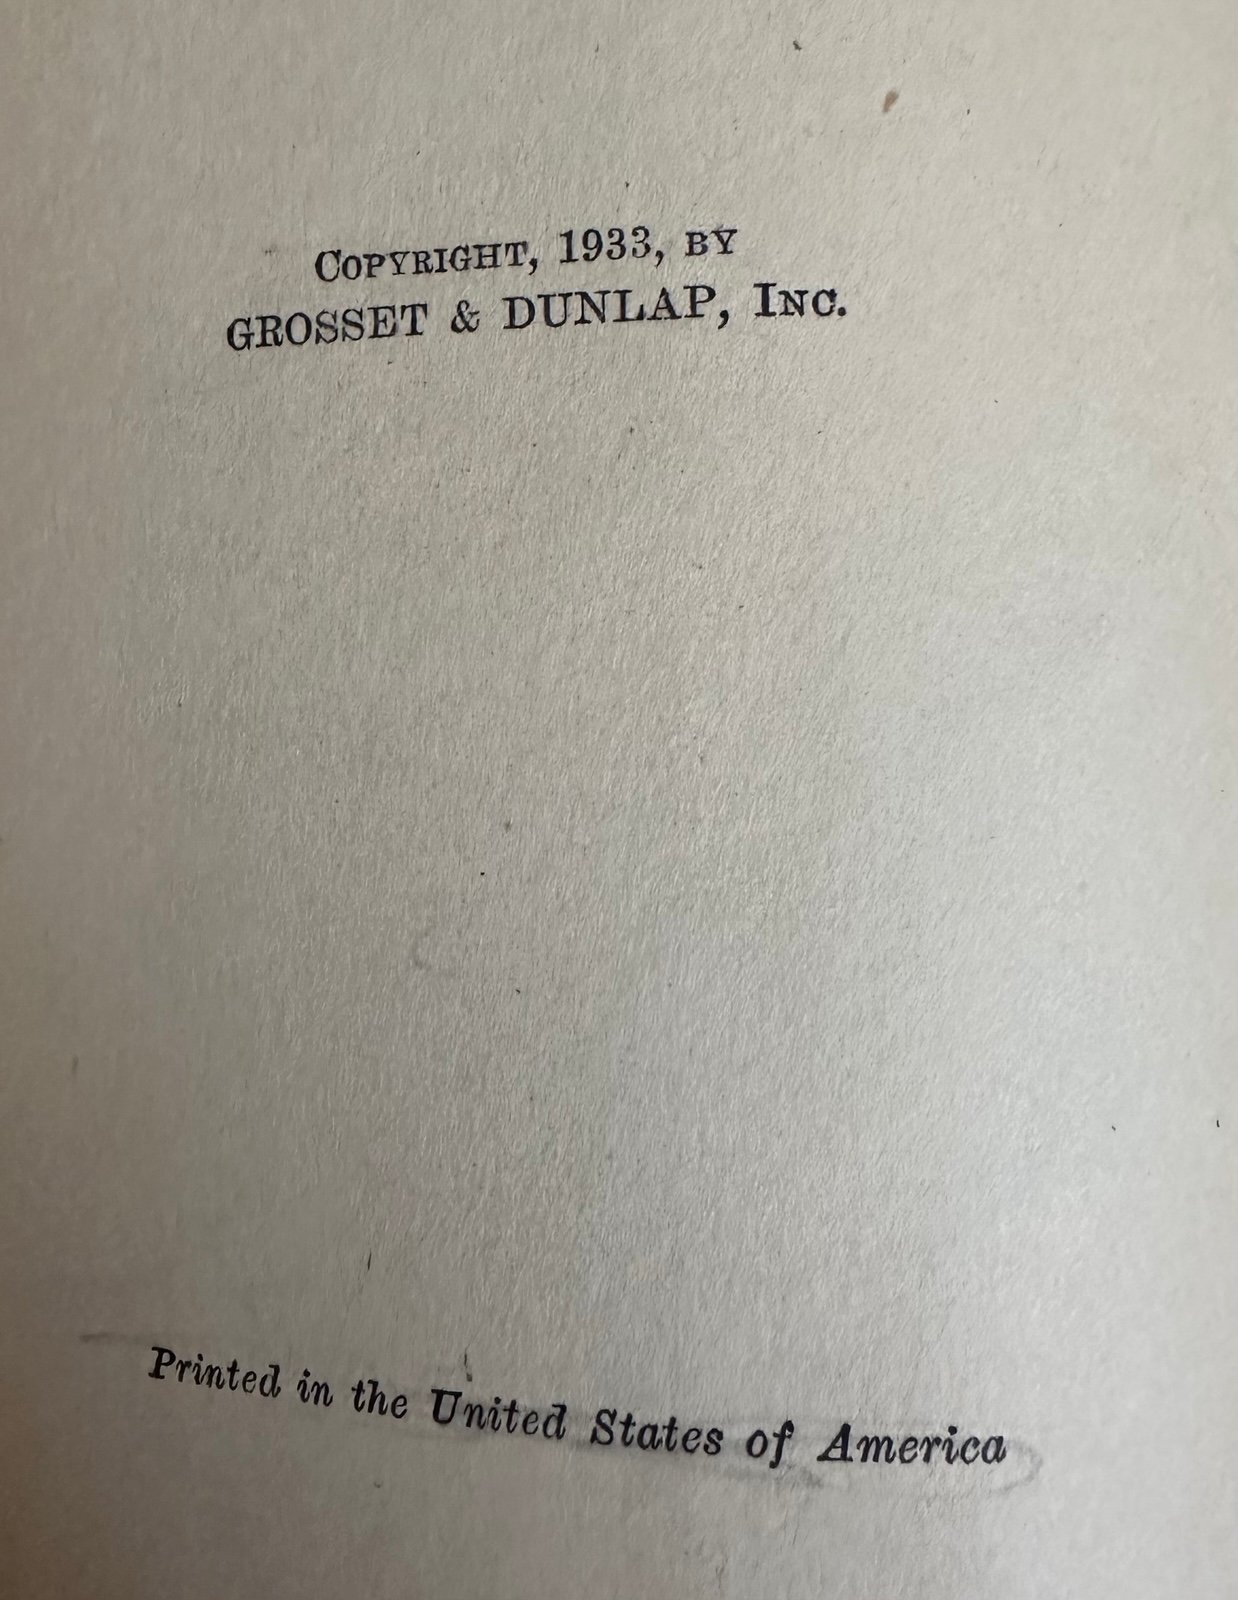 COPYRIGHT, 1933, BY
GROSSET & DUNLAP, INC.
Printed in the United States of America